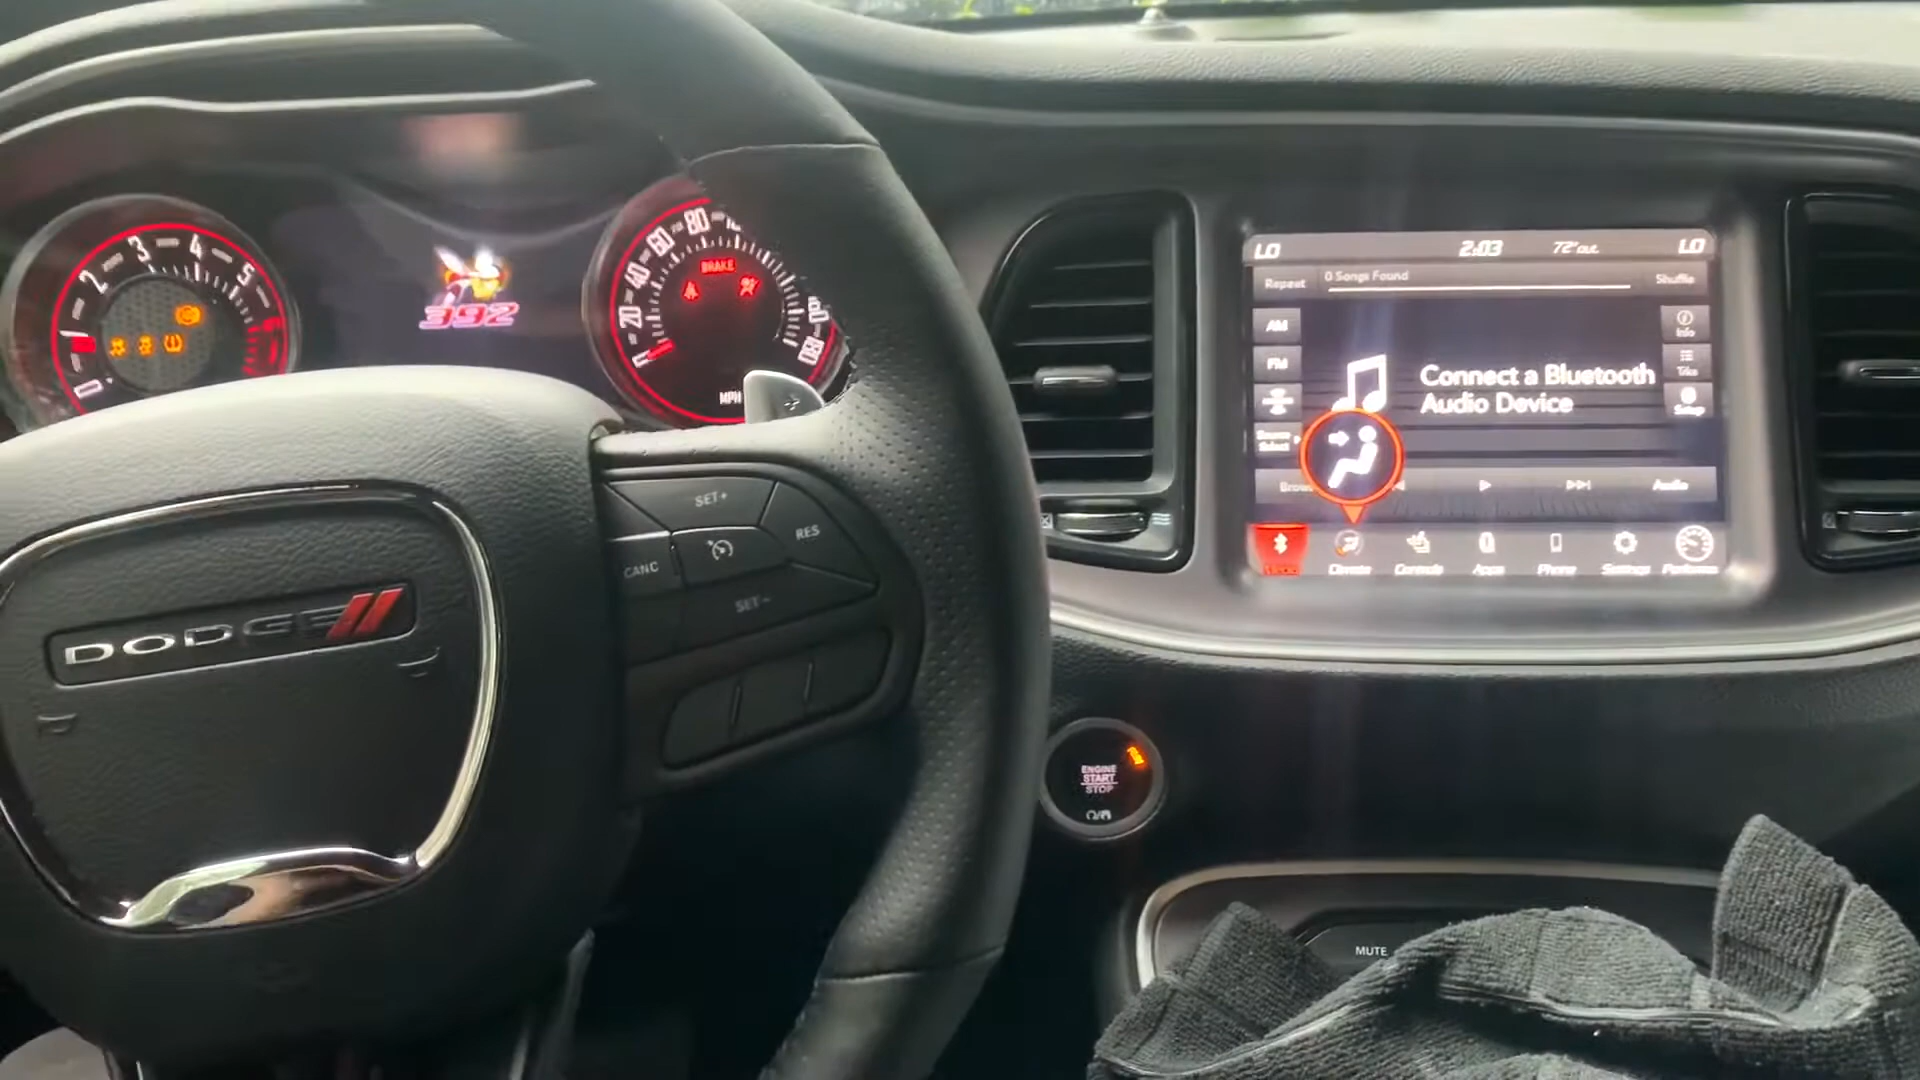 2
3
4
5
0
392
20
40
60
80
BRAKE
MPH
SET+
RES
CANC
SET-
DODGE
LO
2:03
72°out
LO
Repeat
0 Songs Found
Shuffle
AM
FM
Info
Connect a Bluetooth
Audio Device
Setup
Audio
Climate
Controls
Apps
Phone
Settings
ENGINE
START
STOP
MUTE